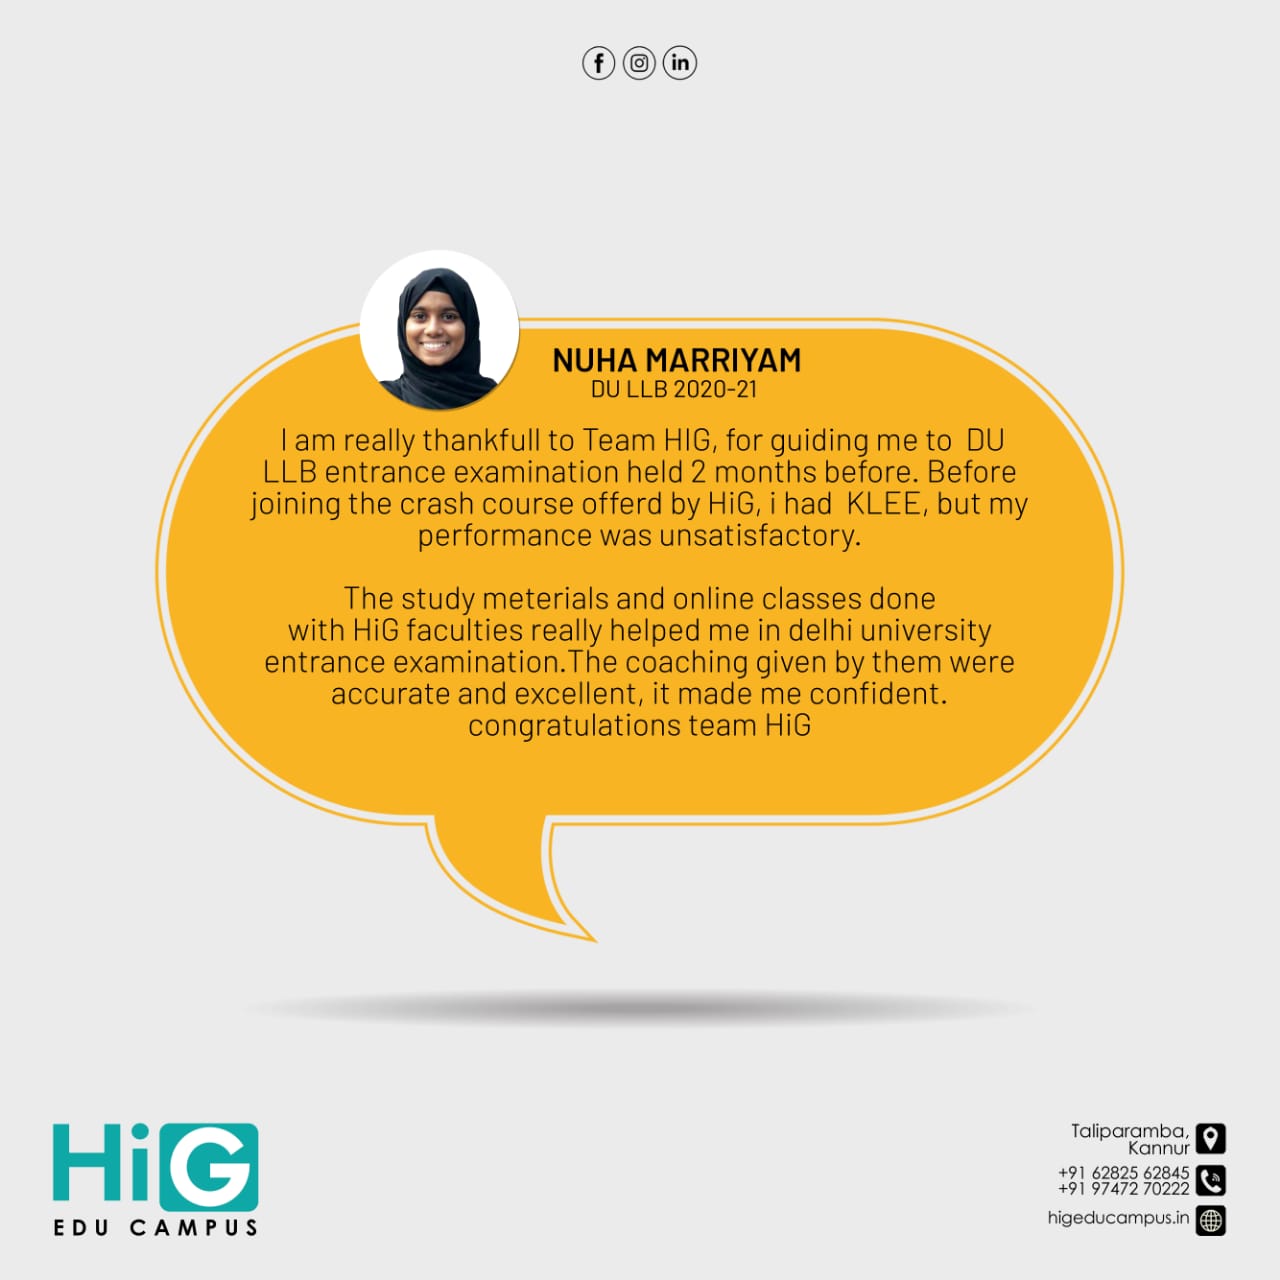 NUHA MARRIYAM
DU LLB 2020-21
I am really thankfull to Team HIG, for guiding me to DU
LLB entrance examination held 2 months before. Before
joining the crash course offerd by HiG, i had KLEE, but my
performance was unsatisfactory.
The study meterials and online classes done
with HiG faculties really helped me in delhi university
entrance examination.The coaching given by them were
accurate and excellent, it made me confident.
congratulations team HiG
HiG
EDU CAMPUS
Taliparamba,
Kannur
+91 62825 62845
+91 97472 70222
higeducampus.in